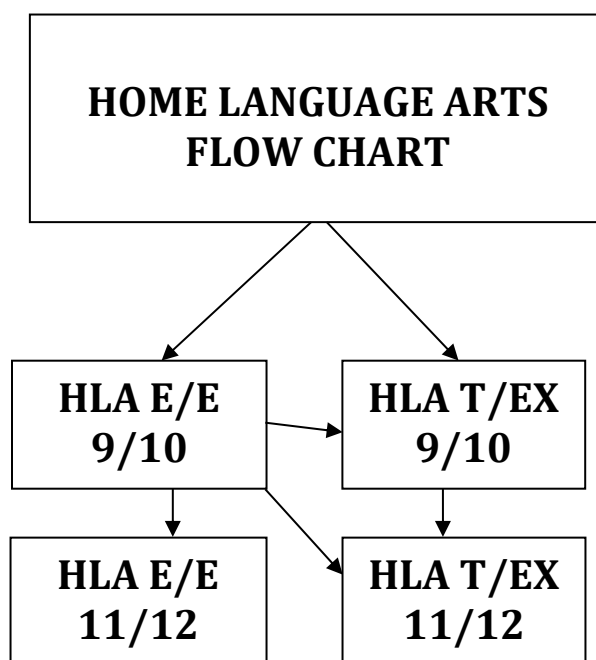 HOME LANGUAGE ARTS
FLOW CHART
HLA E/E
9/10
HLA T/EX
9/10
HLA E/E
11/12
HLA T/EX
11/12